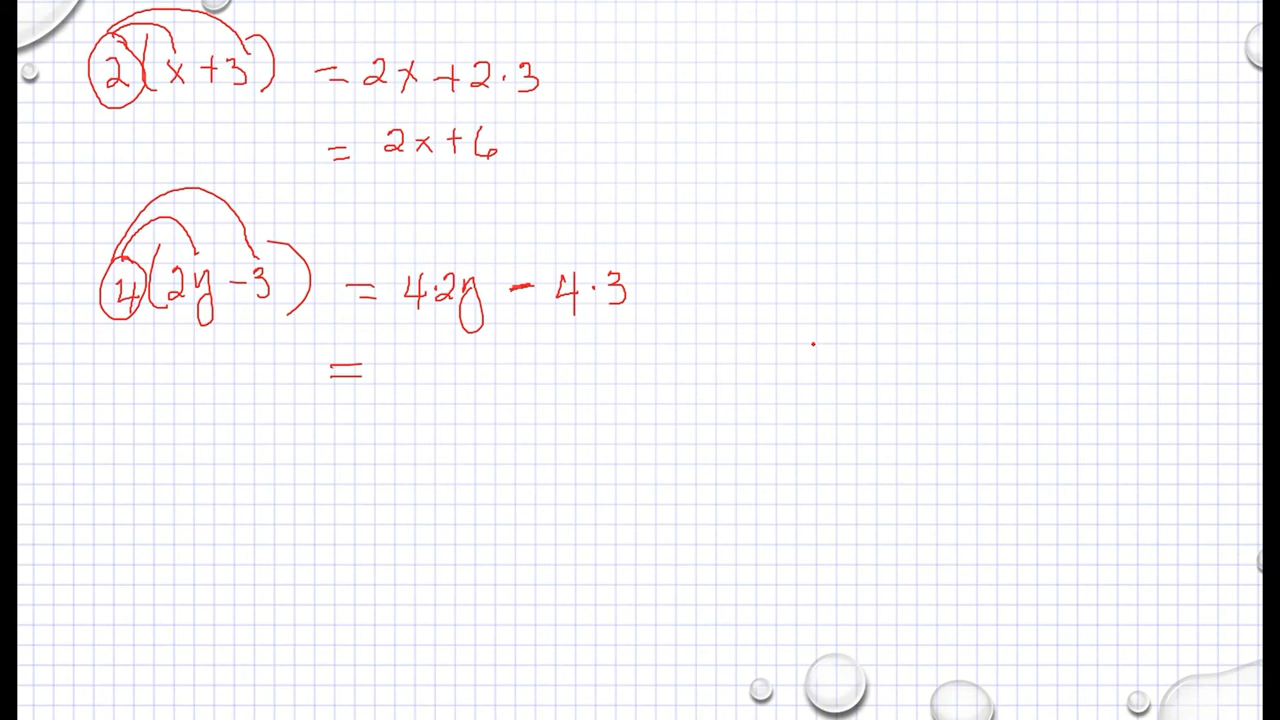 2(x+3) = 2x+2·3
= 2x+6
4(2y-3) = 4·2y - 4·3
=